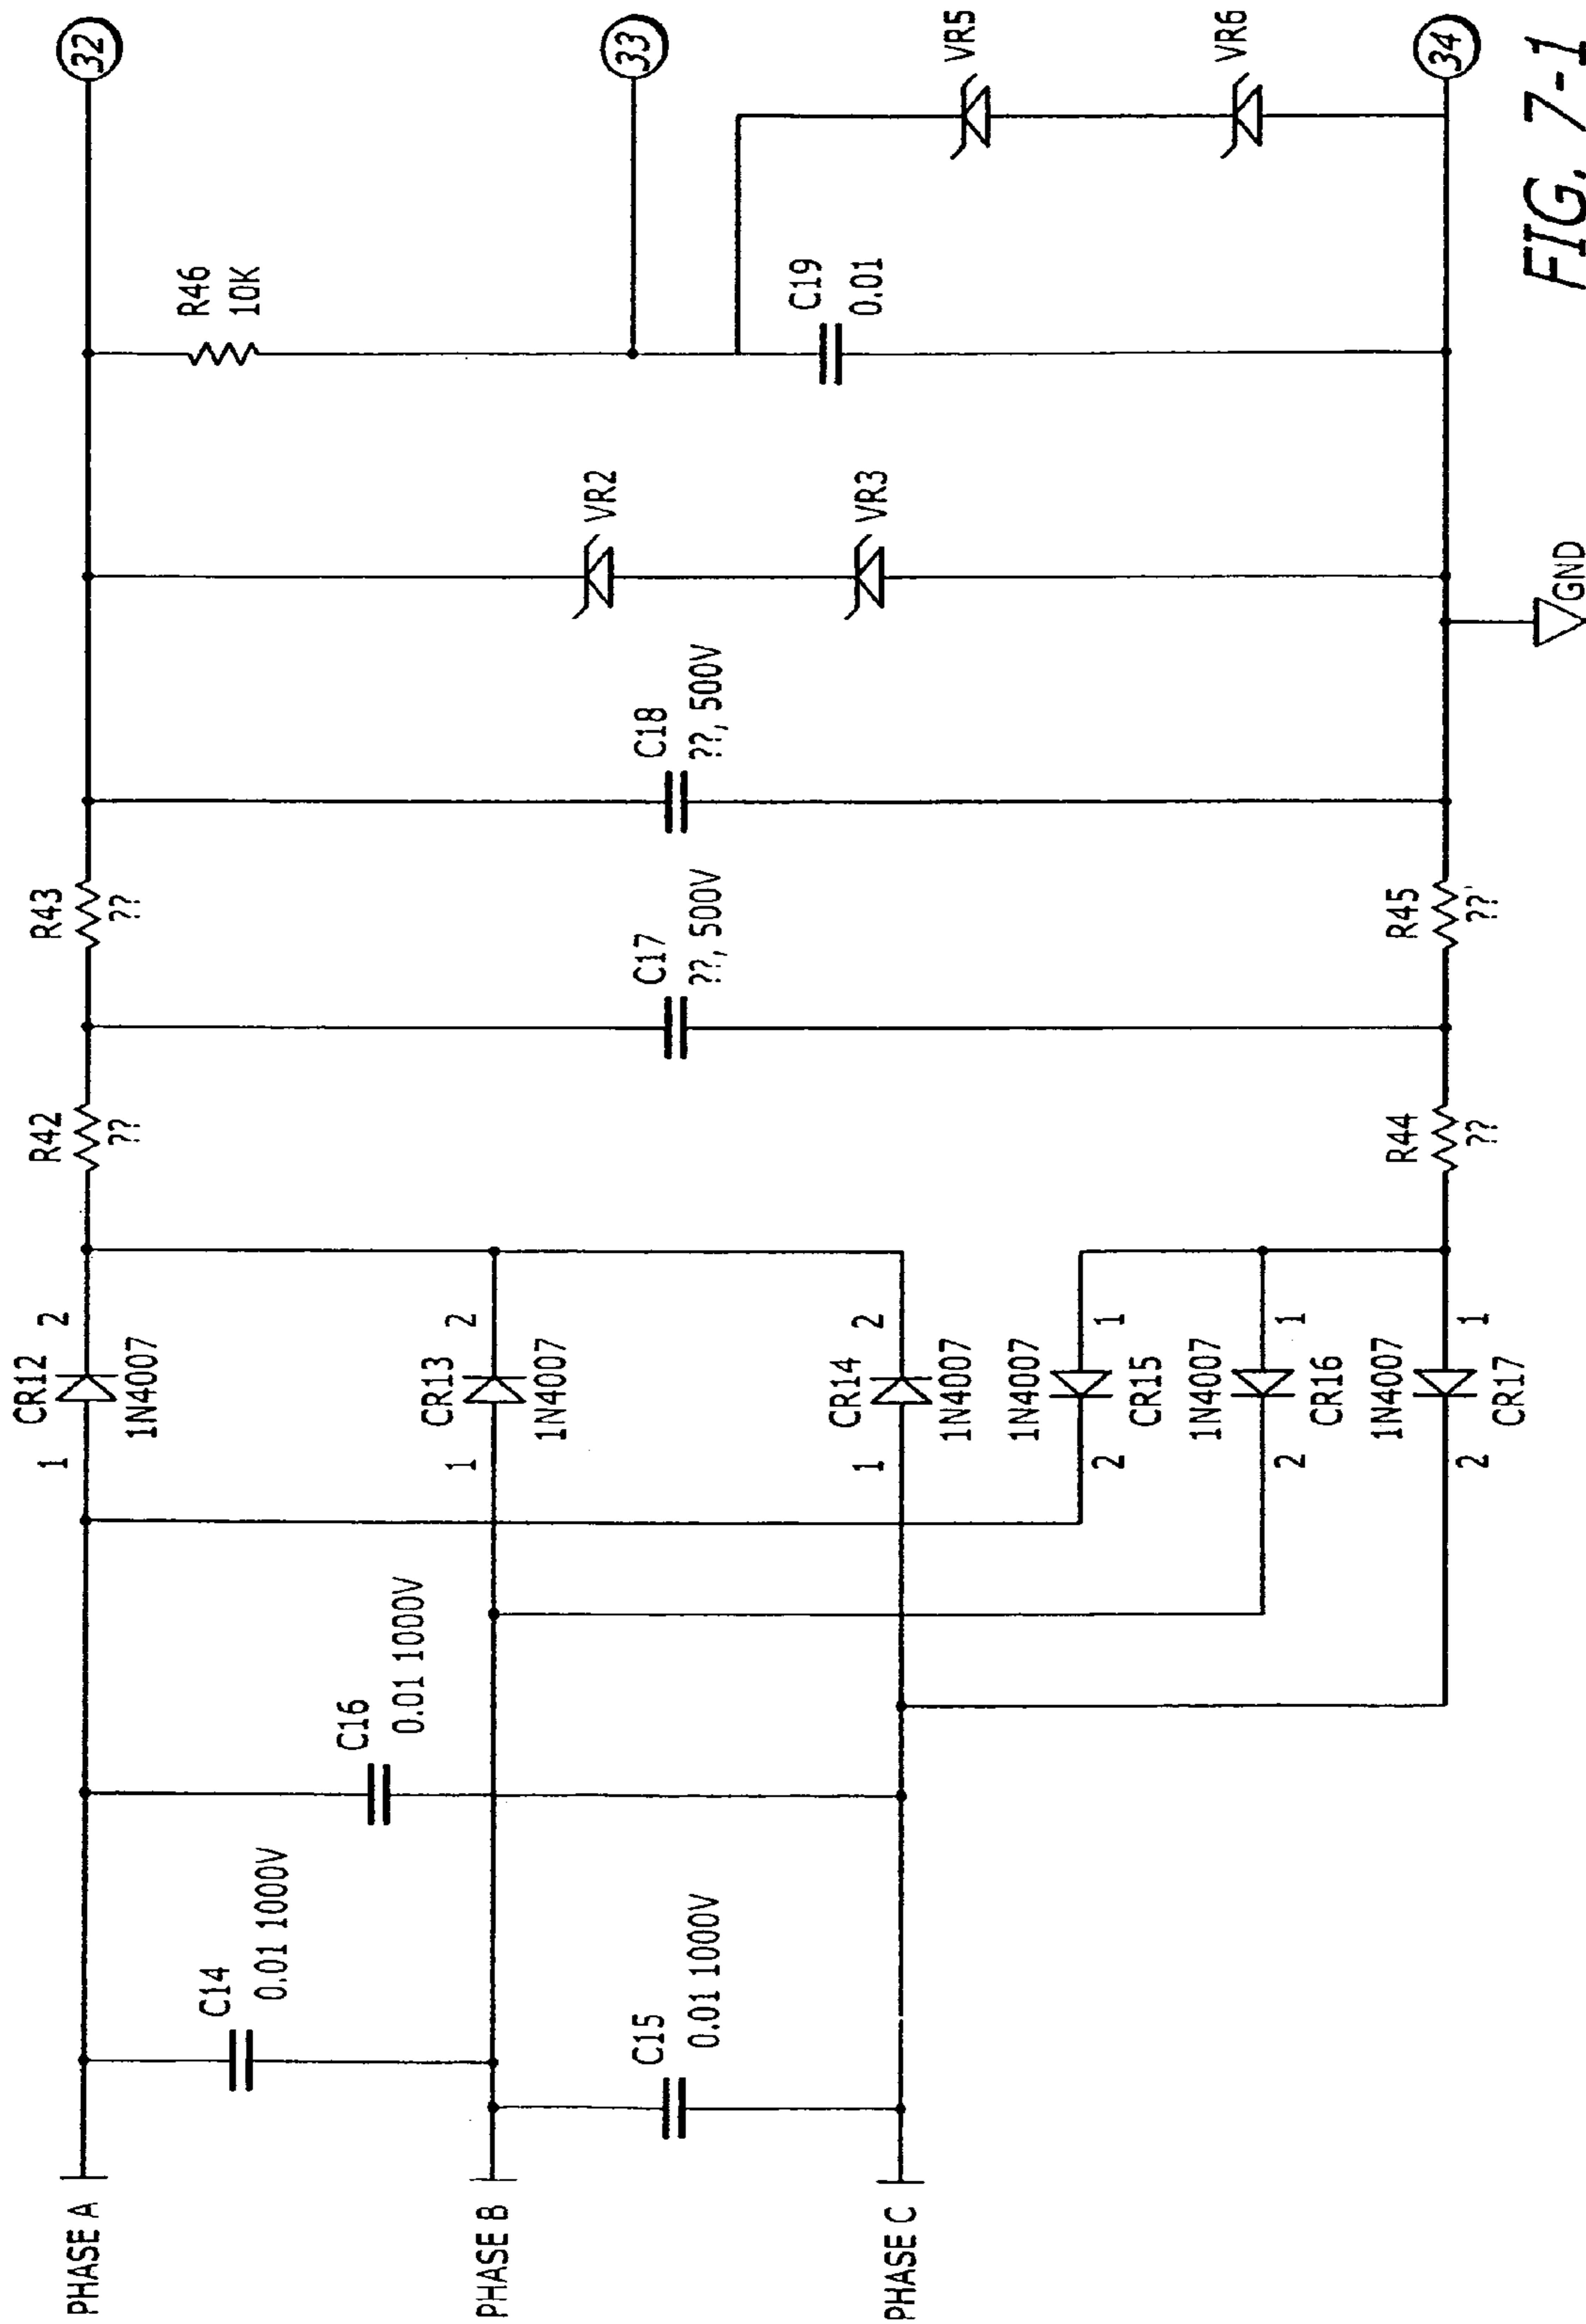 PHASE A
PHASE B
PHASE C
C14
0.01 1000V
C15
0.01 1000V
C16
0.01 1000V
CR12
1
2
1N4007
CR13
1
2
1N4007
CR14
1
2
1N4007
1N4007
2
1
CR15
1N4007
2
1
CR16
1N4007
2
1
CR17
R42
??
R43
??
R44
??
R45
??
C17
??, 500V
C18
??, 500V
VR2
VR3
GND
R46
10K
C19
0.01
VR5
VR6
32
33
34
FIG. 7-1